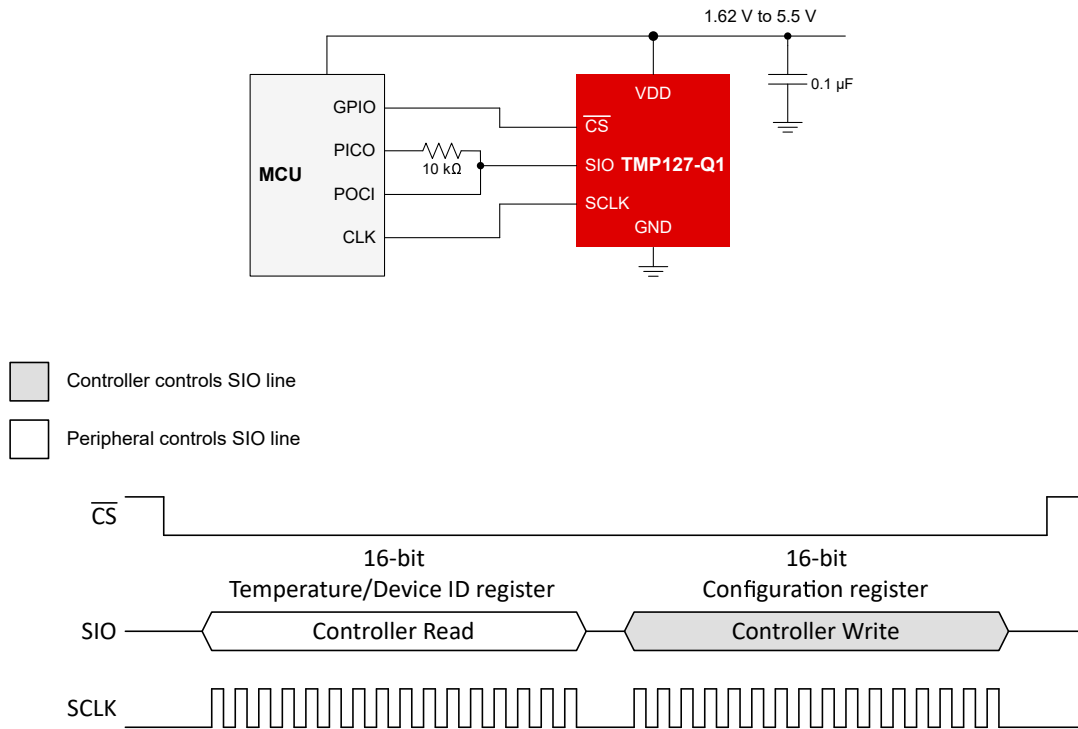 1.62 V to 5.5 V
0.1 µF
VDD
GPIO
CS
PICO
10 kΩ
SIO TMP127-Q1
MCU
POCI
SCLK
CLK
GND
Controller controls SIO line
Peripheral controls SIO line
CS
16-bit
Temperature/Device ID register
16-bit
Configuration register
SIO
Controller Read
Controller Write
SCLK